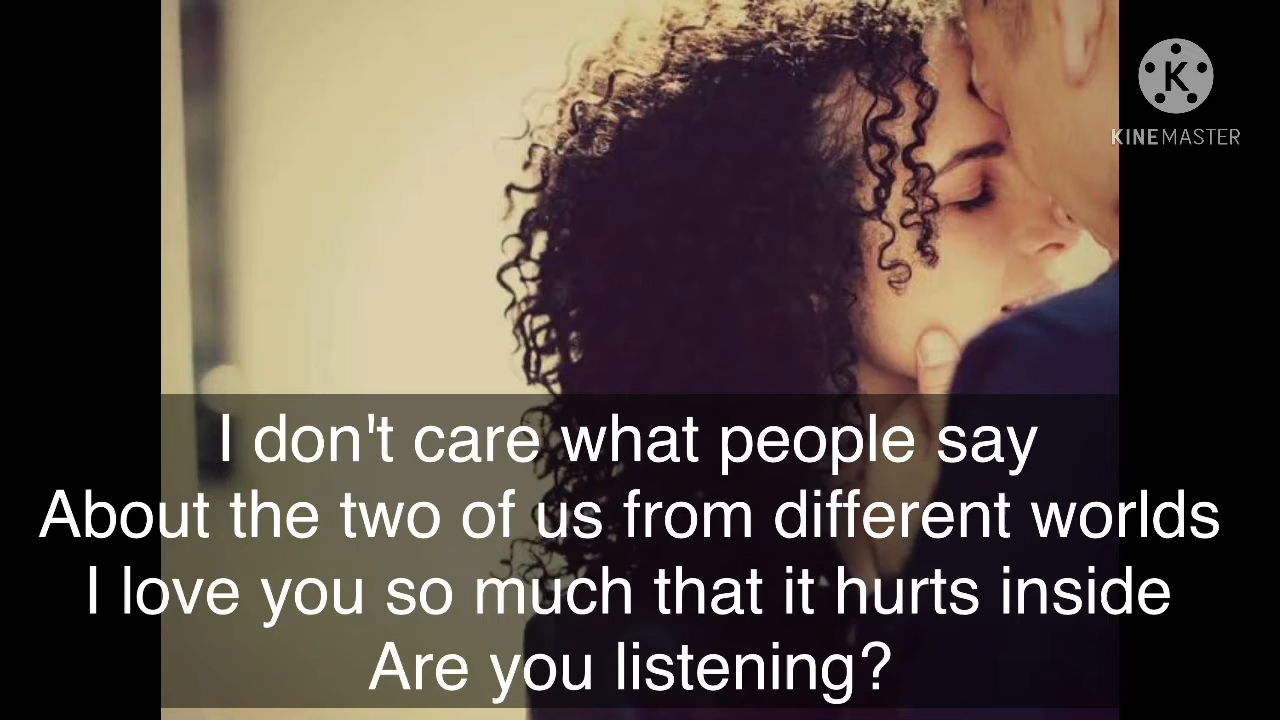 K
KINEMASTER
I don't care what people say
About the two of us from different worlds
I love you so much that it hurts inside
Are you listening?